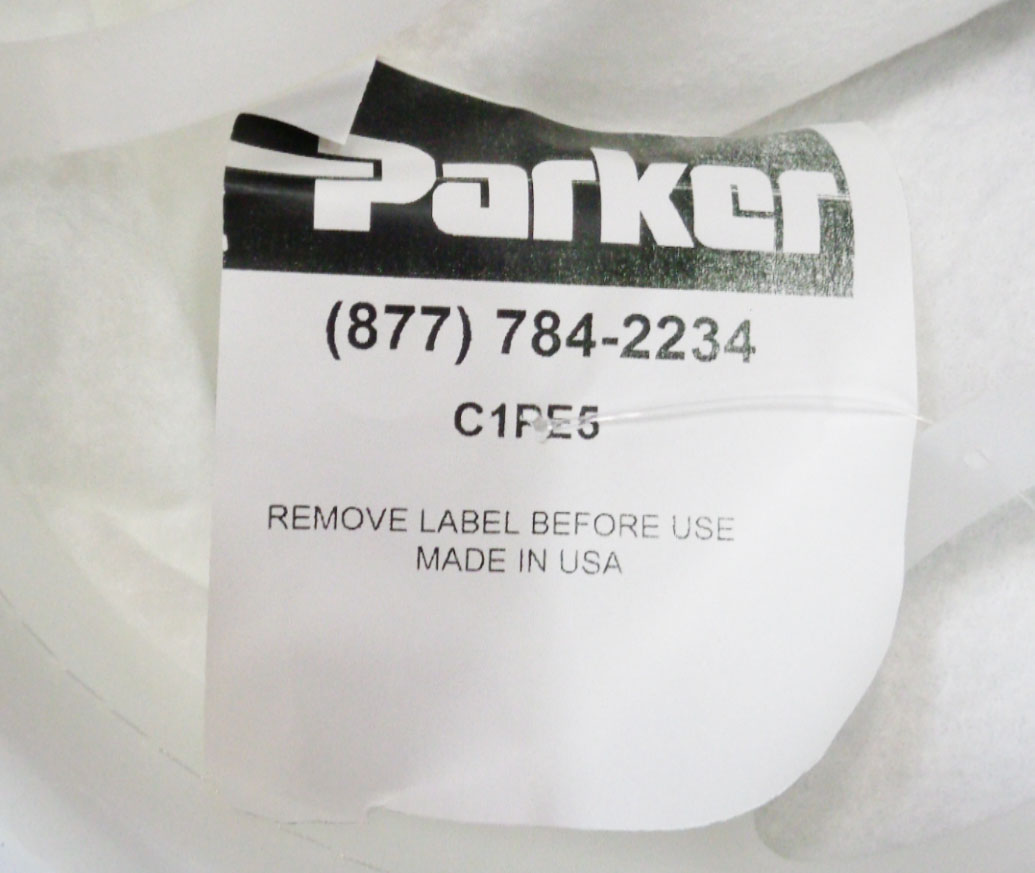 Parker
(877) 784-2234
C1PE5
REMOVE LABEL BEFORE USE
MADE IN USA